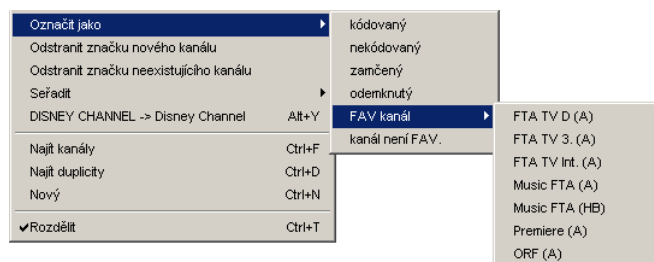 Označit jako
Odstranit značku nového kanálu
Odstranit značku neexistujícího kanálu
Seřadit
DISNEY CHANNEL -> Disney Channel Alt+Y
Najít kanály Ctrl+F
Najít duplicity Ctrl+D
Nový Ctrl+N
Rozdělit Ctrl+T
kódovaný
nekódovaný
zamčený
odemknutý
FAV kanál
kanál není FAV.
FTA TV D (A)
FTA TV 3. (A)
FTA TV Int. (A)
Music FTA (A)
Music FTA (HB)
Premiere (A)
ORF (A)